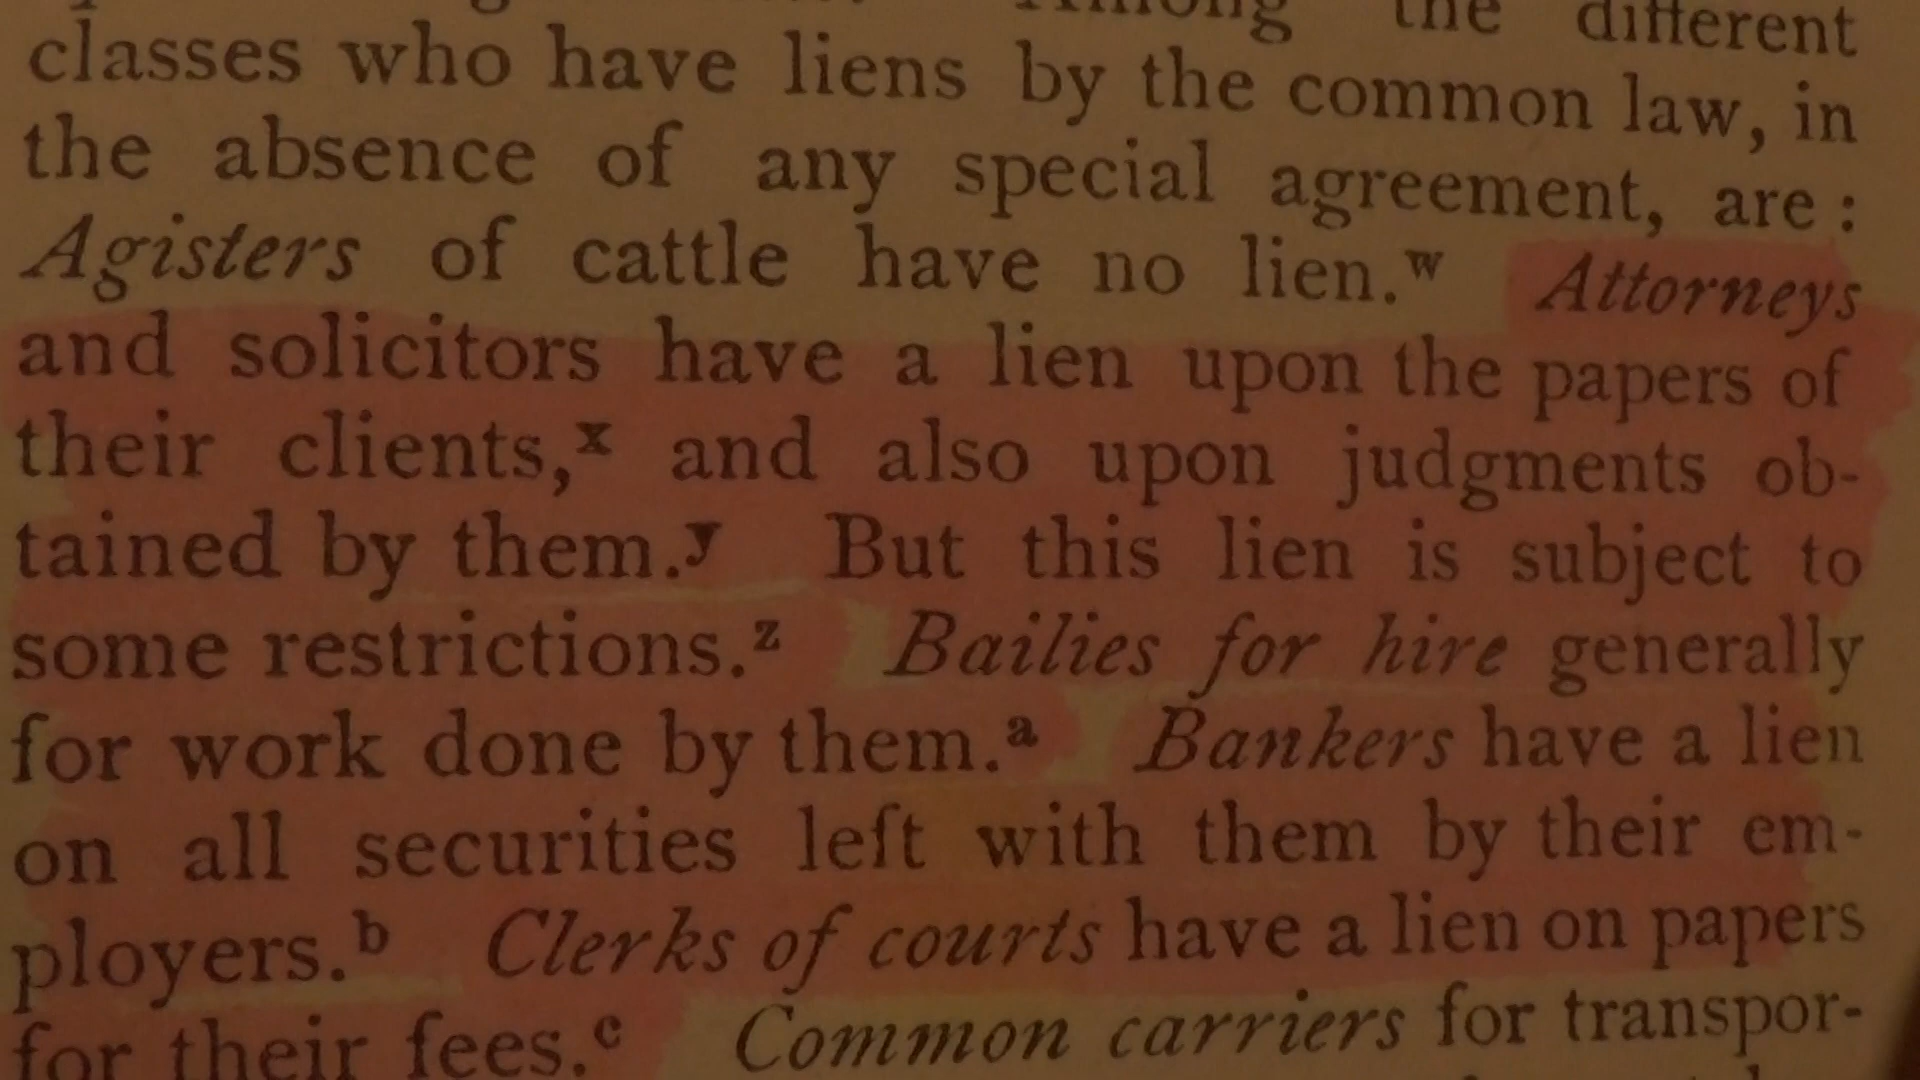 Among the different
classes who have liens by the common law, in
the absence of any special agreement, are :
Agisters of cattle have no lien.w Attorneys
and solicitors have a lien upon the papers of
their clients,x and also upon judgments ob-
tained by them.y But this lien is subject to
some restrictions.z Bailies for hire generally
for work done by them.a Bankers have a lien
on all securities left with them by their em-
ployers.b Clerks of courts have a lien on papers
for their fees.c Common carriers for transpor-